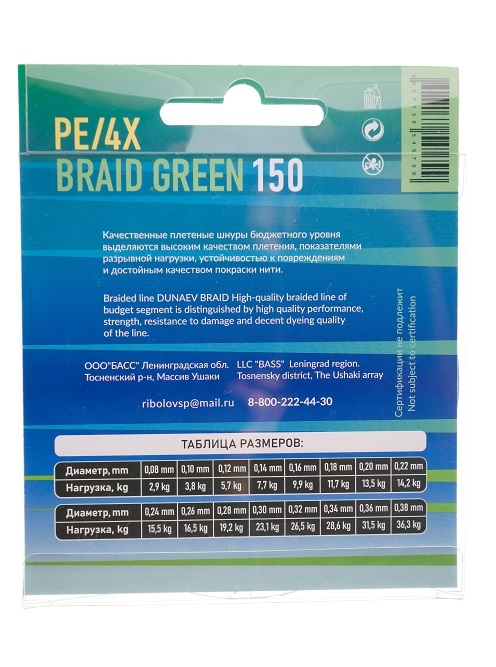 PE/4X
BRAID GREEN 150
Качественные плетеные шнуры бюджетного уровня
выделяются высоким качеством плетения, показателями
разрывной нагрузки, устойчивостью к повреждениям
и достойным качеством покраски нити.
Braided line DUNAEV BRAID High-quality braided line of
budget segment is distinguished by high quality performance,
strength, resistance to damage and decent dyeing quality
of the line.
ООО"БАСС" Ленинградская обл.
Тосненский р-н, Массив Ушаки
LLC "BASS" Leningrad region.
Tosnensky district, The Ushaki array
ribolovsp@mail.ru 8-800-222-44-30
Сертификации не подлежит
Not subject to certification
ТАБЛИЦА РАЗМЕРОВ:
Диаметр, mm 0,08 mm 0,10 mm 0,12 mm 0,14 mm 0,16 mm 0,18 mm 0,20 mm 0,22 mm
Нагрузка, kg 2,9 kg 3,8 kg 5,7 kg 7,7 kg 9,9 kg 11,7 kg 13,5 kg 14,2 kg
Диаметр, mm 0,24 mm 0,26 mm 0,28 mm 0,30 mm 0,32 mm 0,34 mm 0,36 mm 0,38 mm
Нагрузка, kg 15,5 kg 16,5 kg 19,2 kg 23,1 kg 26,5 kg 28,6 kg 31,5 kg 36,3 kg